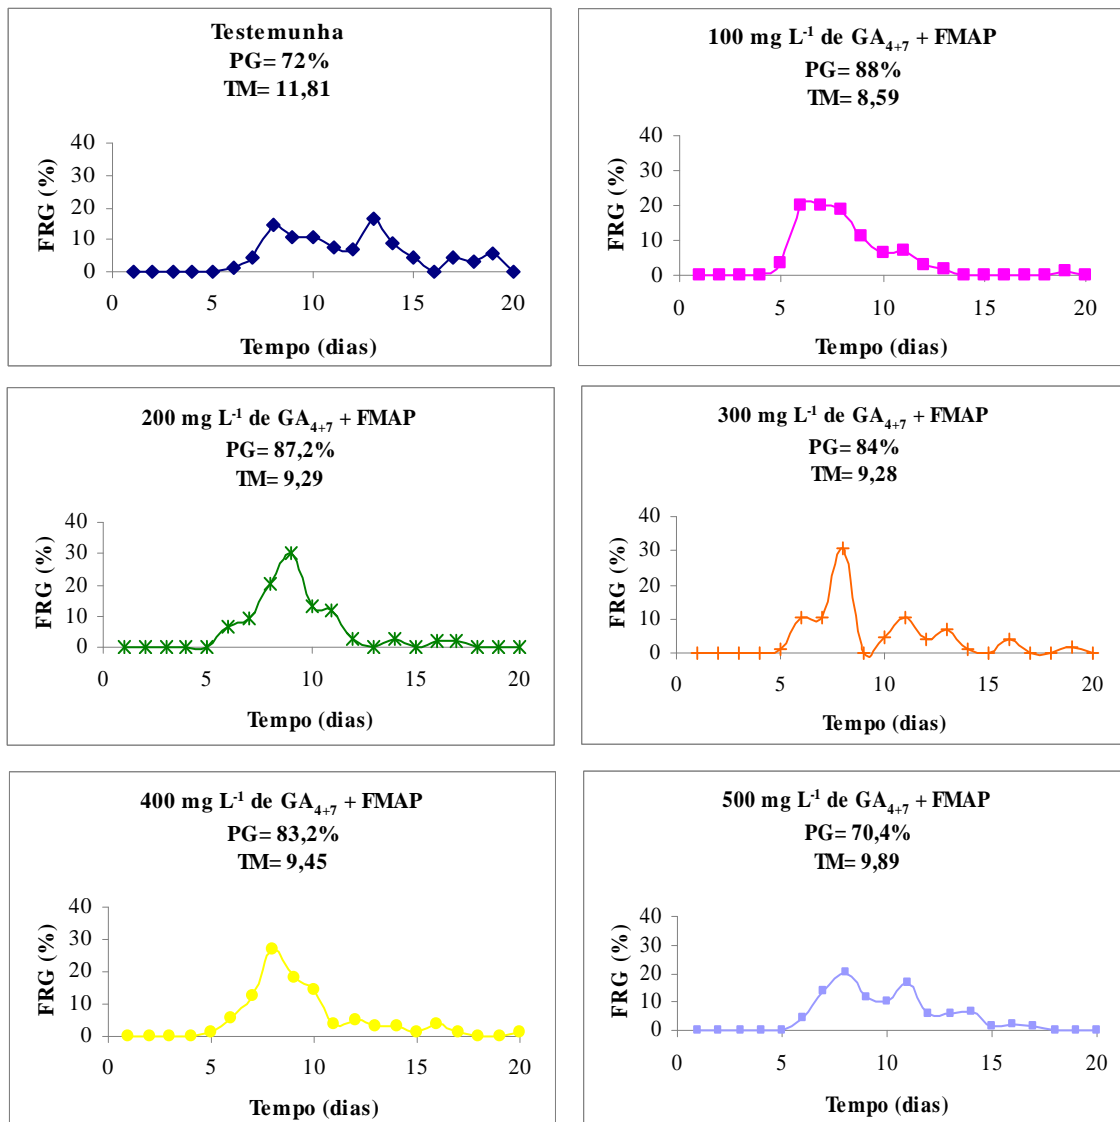 Testemunha
PG= 72%
TM= 11,81
40
30
20
10
0
0 5 10 15 20
FRG (%)
Tempo (dias)
100 mg L-1 de GA4+7 + FMAP
PG= 88%
TM= 8,59
40
30
20
10
0
0 5 10 15 20
FRG (%)
Tempo (dias)
200 mg L-1 de GA4+7 + FMAP
PG= 87,2%
TM= 9,29
40
30
20
10
0
0 5 10 15 20
FRG (%)
Tempo (dias)
300 mg L-1 de GA4+7 + FMAP
PG= 84%
TM= 9,28
40
30
20
10
0
0 5 10 15 20
FRG (%)
Tempo (dias)
400 mg L-1 de GA4+7 + FMAP
PG= 83,2%
TM= 9,45
40
30
20
10
0
0 5 10 15 20
FRG (%)
Tempo (dias)
500 mg L-1 de GA4+7 + FMAP
PG= 70,4%
TM= 9,89
40
30
20
10
0
0 5 10 15 20
FRG (%)
Tempo (dias)